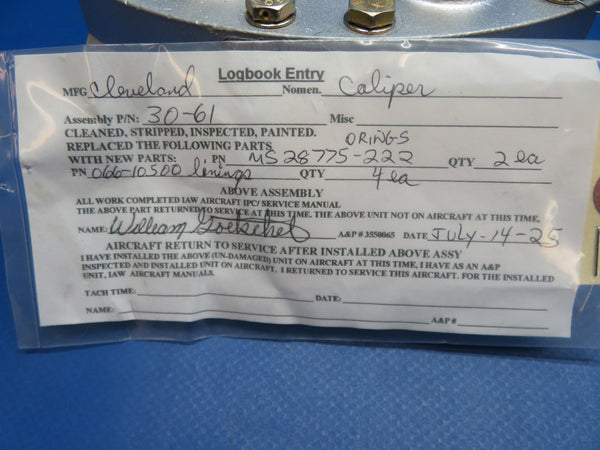 Logbook Entry
MFG Cleveland Nomen. Caliper
Assembly P/N: 30-61 Misc
CLEANED, STRIPPED, INSPECTED, PAINTED.
REPLACED THE FOLLOWING PARTS ORINGS
WITH NEW PARTS: PN MS28775-222 QTY 2 ea
PN 066-10500 linings QTY 4 ea
ABOVE ASSEMBLY
ALL WORK COMPLETED IAW AIRCRAFT IPC/ SERVICE MANUAL
THE ABOVE PART RETURNED TO SERVICE AT THIS TIME. THE ABOVE UNIT NOT ON AIRCRAFT AT THIS TIME,
NAME: William A&P# 3550065 DATE JULY-14-25
AIRCRAFT RETURN TO SERVICE AFTER INSTALLED ABOVE ASSY
I HAVE INSTALLED THE ABOVE (UN-DAMAGED) UNIT ON AIRCRAFT AT THIS TIME, I HAVE AS AN A&P
INSPECTED AND INSTALLED UNIT ON AIRCRAFT. I RETURNED TO SERVICE THIS AIRCRAFT. FOR THE INSTALLED
UNIT, IAW AIRCRAFT MANUALS.
TACH TIME: DATE:
NAME: A&P #